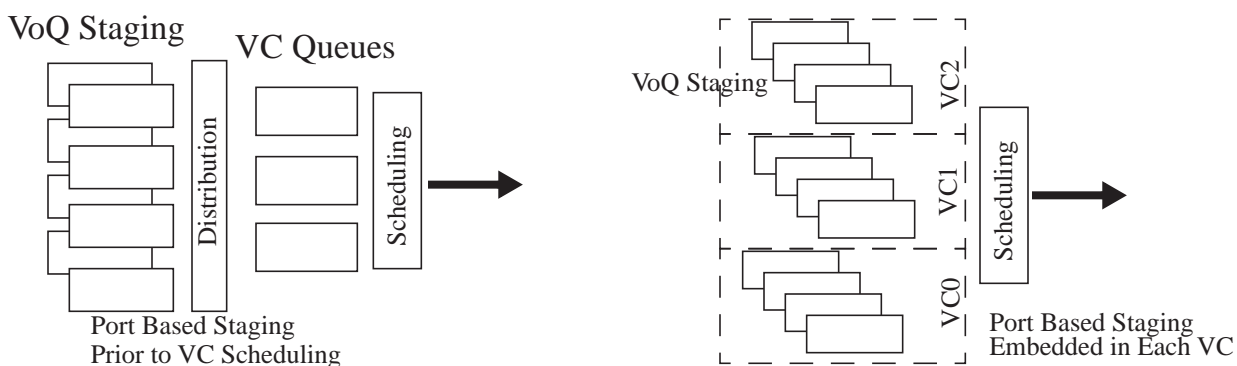 VoQ Staging
VC Queues
Distribution
Scheduling
Port Based Staging
Prior to VC Scheduling
VoQ Staging
VC2
VC1
VC0
Scheduling
Port Based Staging
Embedded in Each VC